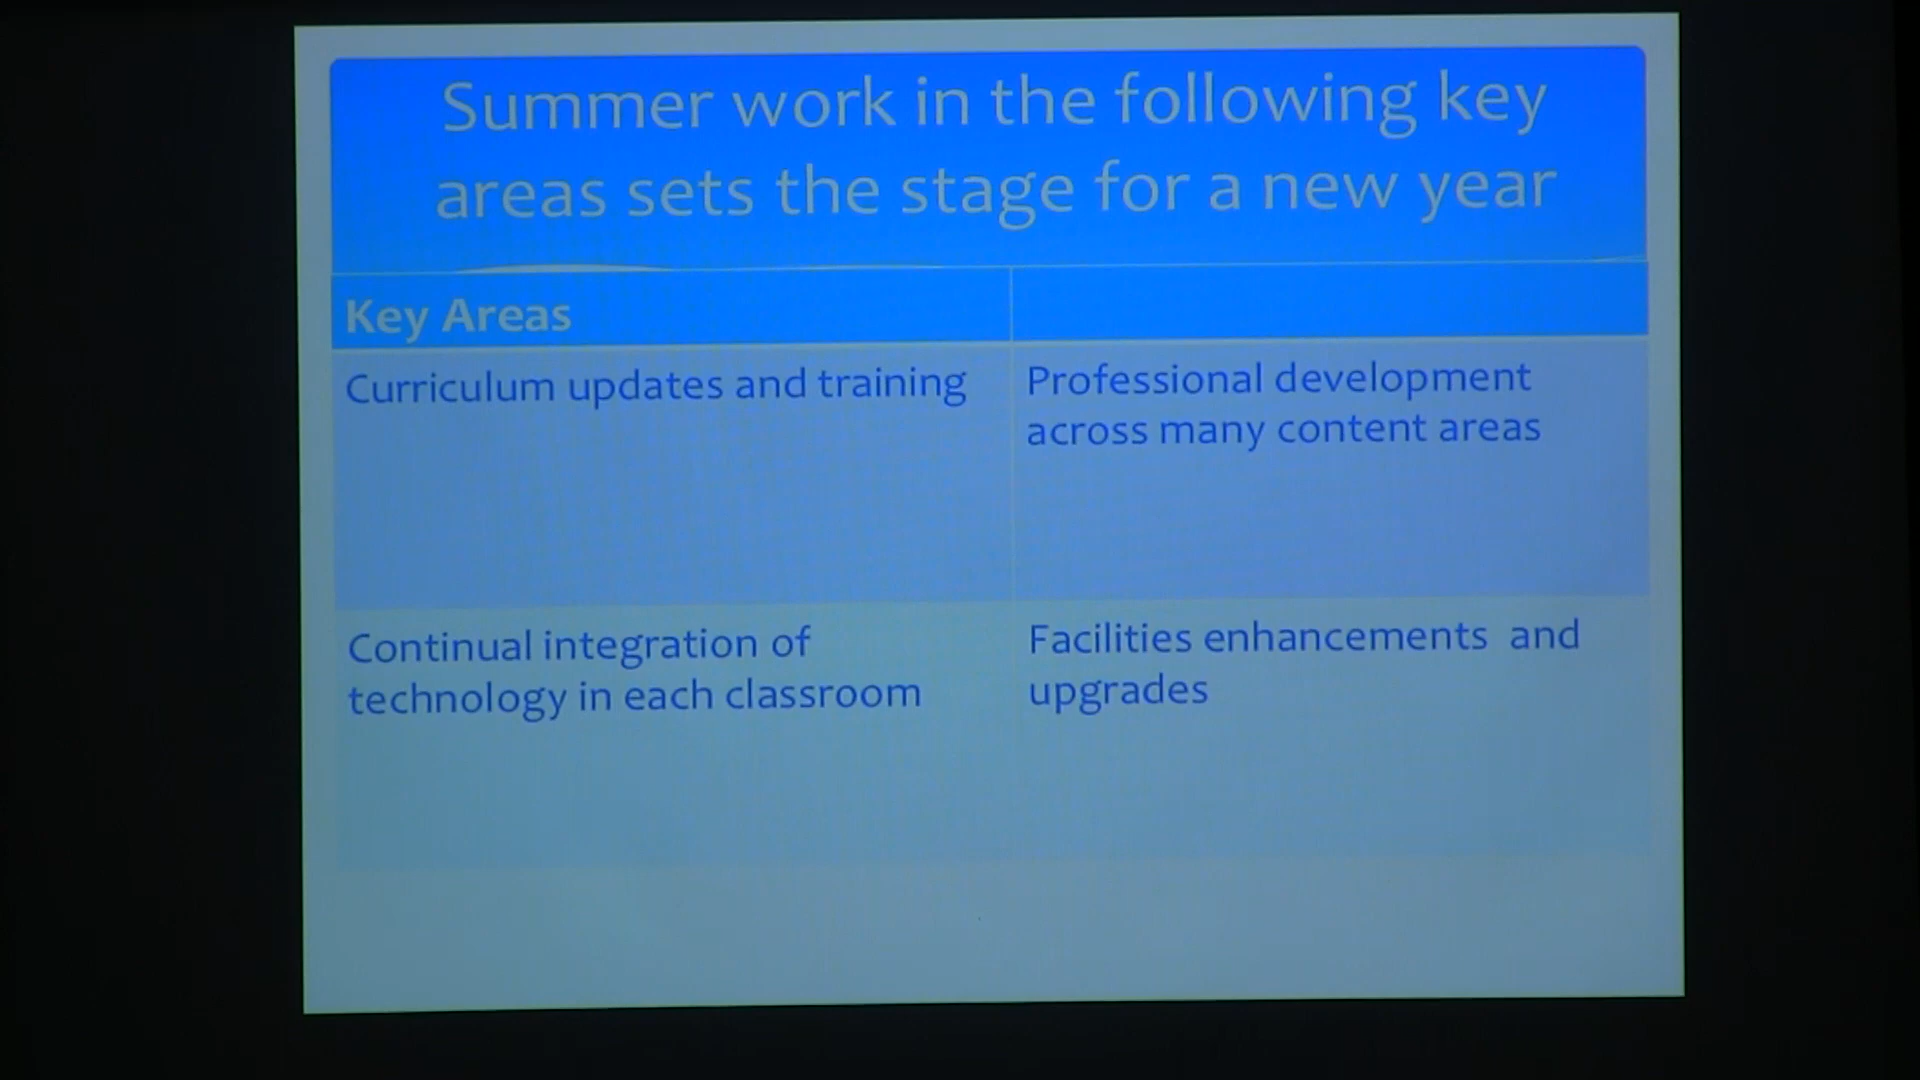 Summer work in the following key
areas sets the stage for a new year
Key Areas
Curriculum updates and training
Professional development
across many content areas
Continual integration of
technology in each classroom
Facilities enhancements and
upgrades